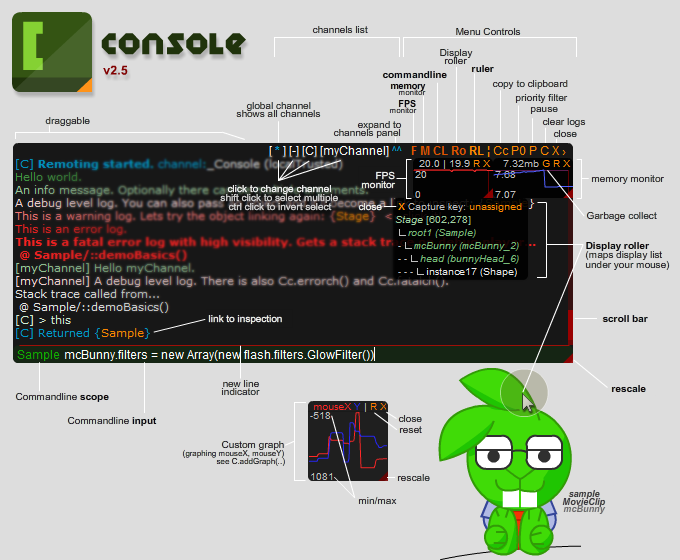 CONSOLE
v2.5
channels list
Menu Controls
Display
roller
ruler
commandline
memory
monitor
FPS
monitor
copy to clipboard
priority filter
pause
clear logs
close
global channel
shows all channels
expand to
channels panel
draggable
[ * ] [-] [C] [myChannel] ^^
F M CL Ro RL ¦ Cc P0 P C X ›
[C] Remoting started. channel:_Console (localTrusted)
Hello world.
An info message. Optionally there
A debug level log. You can also pass
This is a warning log. Lets try the object linking again: {Stage} <
This is an error log.
This is a fatal error log with high visibility. Gets a stack
@ Sample/::demoBasics()
[myChannel] Hello myChannel.
[myChannel] A debug level log. There is also Cc.errorch() and Cc.fatalch().
Stack trace called from...
@ Sample/::demoBasics()
[C] > this
[C] Returned {Sample}
Sample mcBunny.filters = new Array(new flash.filters.GlowFilter())
click to change channel
shift click to select multiple
ctrl click to invert select
FPS
monitor
20.0 | 19.9 R X
20
7.32mb G R X
7.08
7.07
close
X Capture key: unassigned
Stage [602,278]
root1 (Sample)
- mcBunny (mcBunny_2)
- - head (bunnyHead_6)
- - - instance17 (Shape)
memory monitor
Garbage collect
Display roller
(maps display list
under your mouse)
link to inspection
scroll bar
rescale
Commandline scope
Commandline input
new line
indicator
mouseX Y | R X
-518
1081
close
reset
Custom graph
(graphing mouseX, mouseY)
see C.addGraph(..)
rescale
min/max
sample
MovieClip
mcBunny